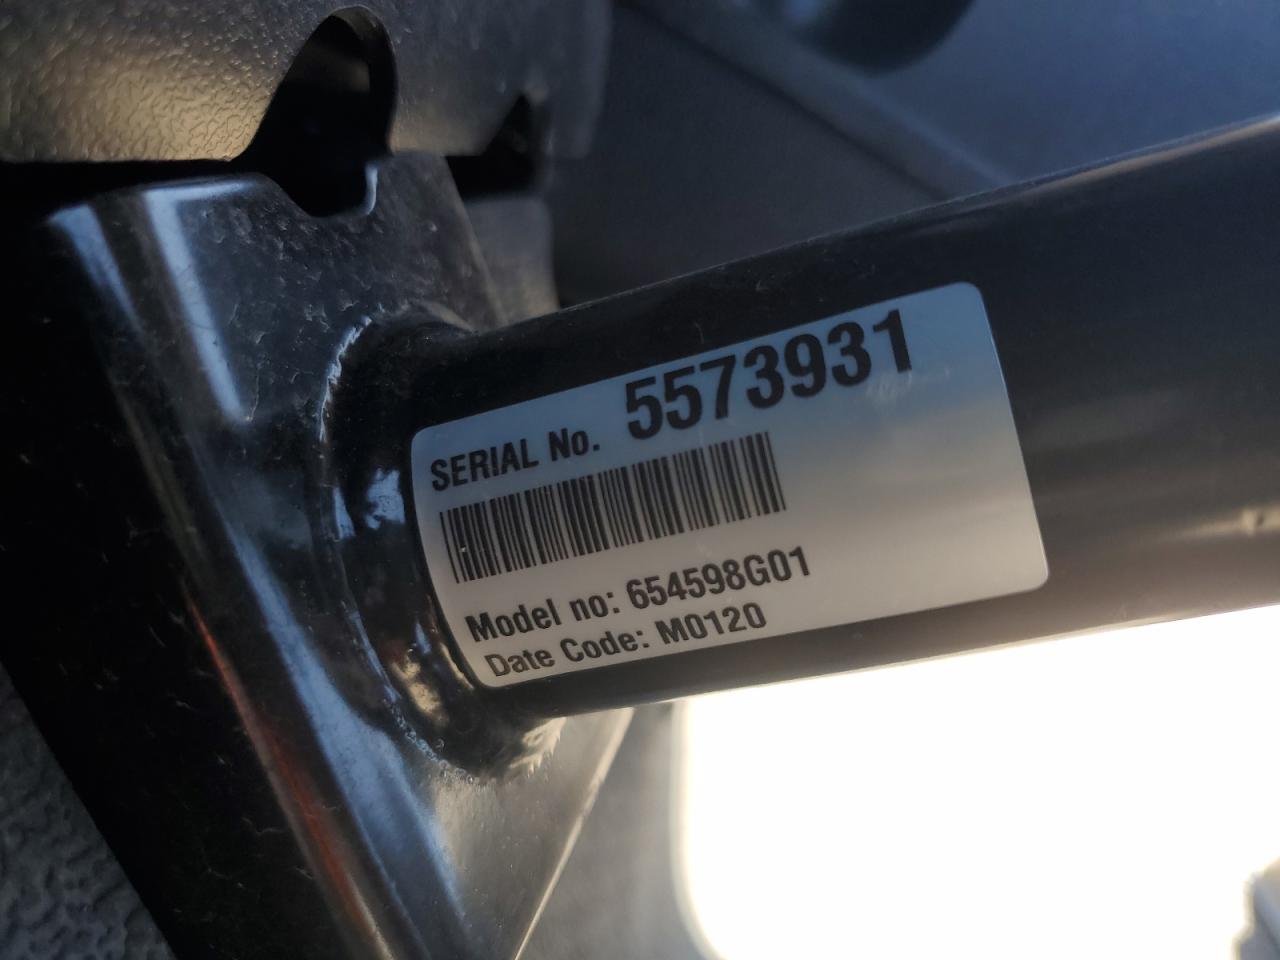 SERIAL No. 5573931
Model no: 654598G01
Date Code: M0120